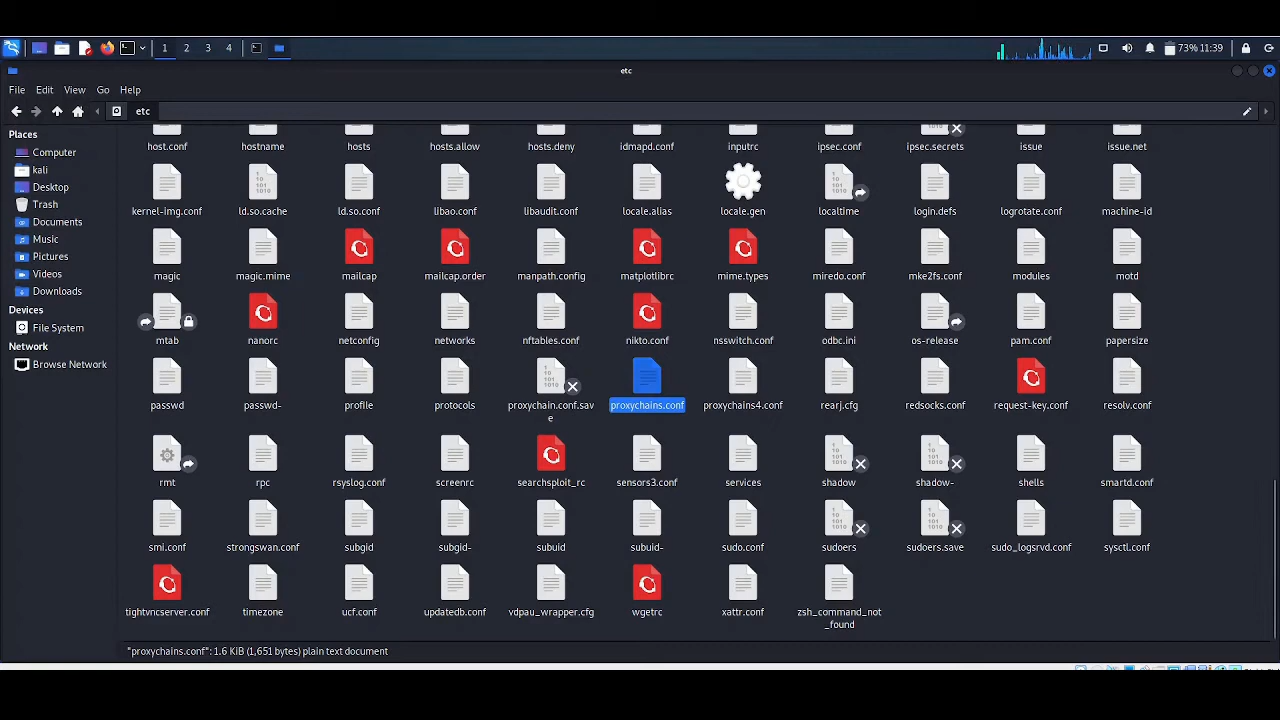 1 2 3 4
73% 11:39
etc
File Edit View Go Help
etc
Places
Computer
kali
Desktop
Trash
Documents
Music
Pictures
Videos
Downloads
Devices
File System
Network
Browse Network
host.conf hostname hosts hosts.allow hosts.deny idmapd.conf inputrc ipsec.conf ipsec.secrets issue issue.net
kernel-img.conf ld.so.cache ld.so.conf libao.conf libaudit.conf locale.alias locale.gen localtime login.defs logrotate.conf machine-id
magic magic.mime mailcap mailcap.order manpath.config matplotlibrc mime.types miredo.conf mke2fs.conf modules motd
mtab nanorc netconfig networks nftables.conf nikto.conf nsswitch.conf odbc.ini os-release pam.conf papersize
passwd passwd- profile protocols proxychain.conf.sav proxychains.conf proxychains4.conf rearj.cfg redsocks.conf request-key.conf resolv.conf
e
rmt rpc rsyslog.conf screenrc searchsploit_rc sensors3.conf services shadow shadow- shells smartd.conf
smi.conf strongswan.conf subgid subgid- subuid subuid- sudo.conf sudoers sudoers.save sudo_logsrvd.conf sysctl.conf
tightvncserver.conf timezone ucf.conf updatedb.conf vdpau_wrapper.cfg wgetrc xattr.conf zsh_command_not
_found
"proxychains.conf": 1.6 KiB (1,651 bytes) plain text document